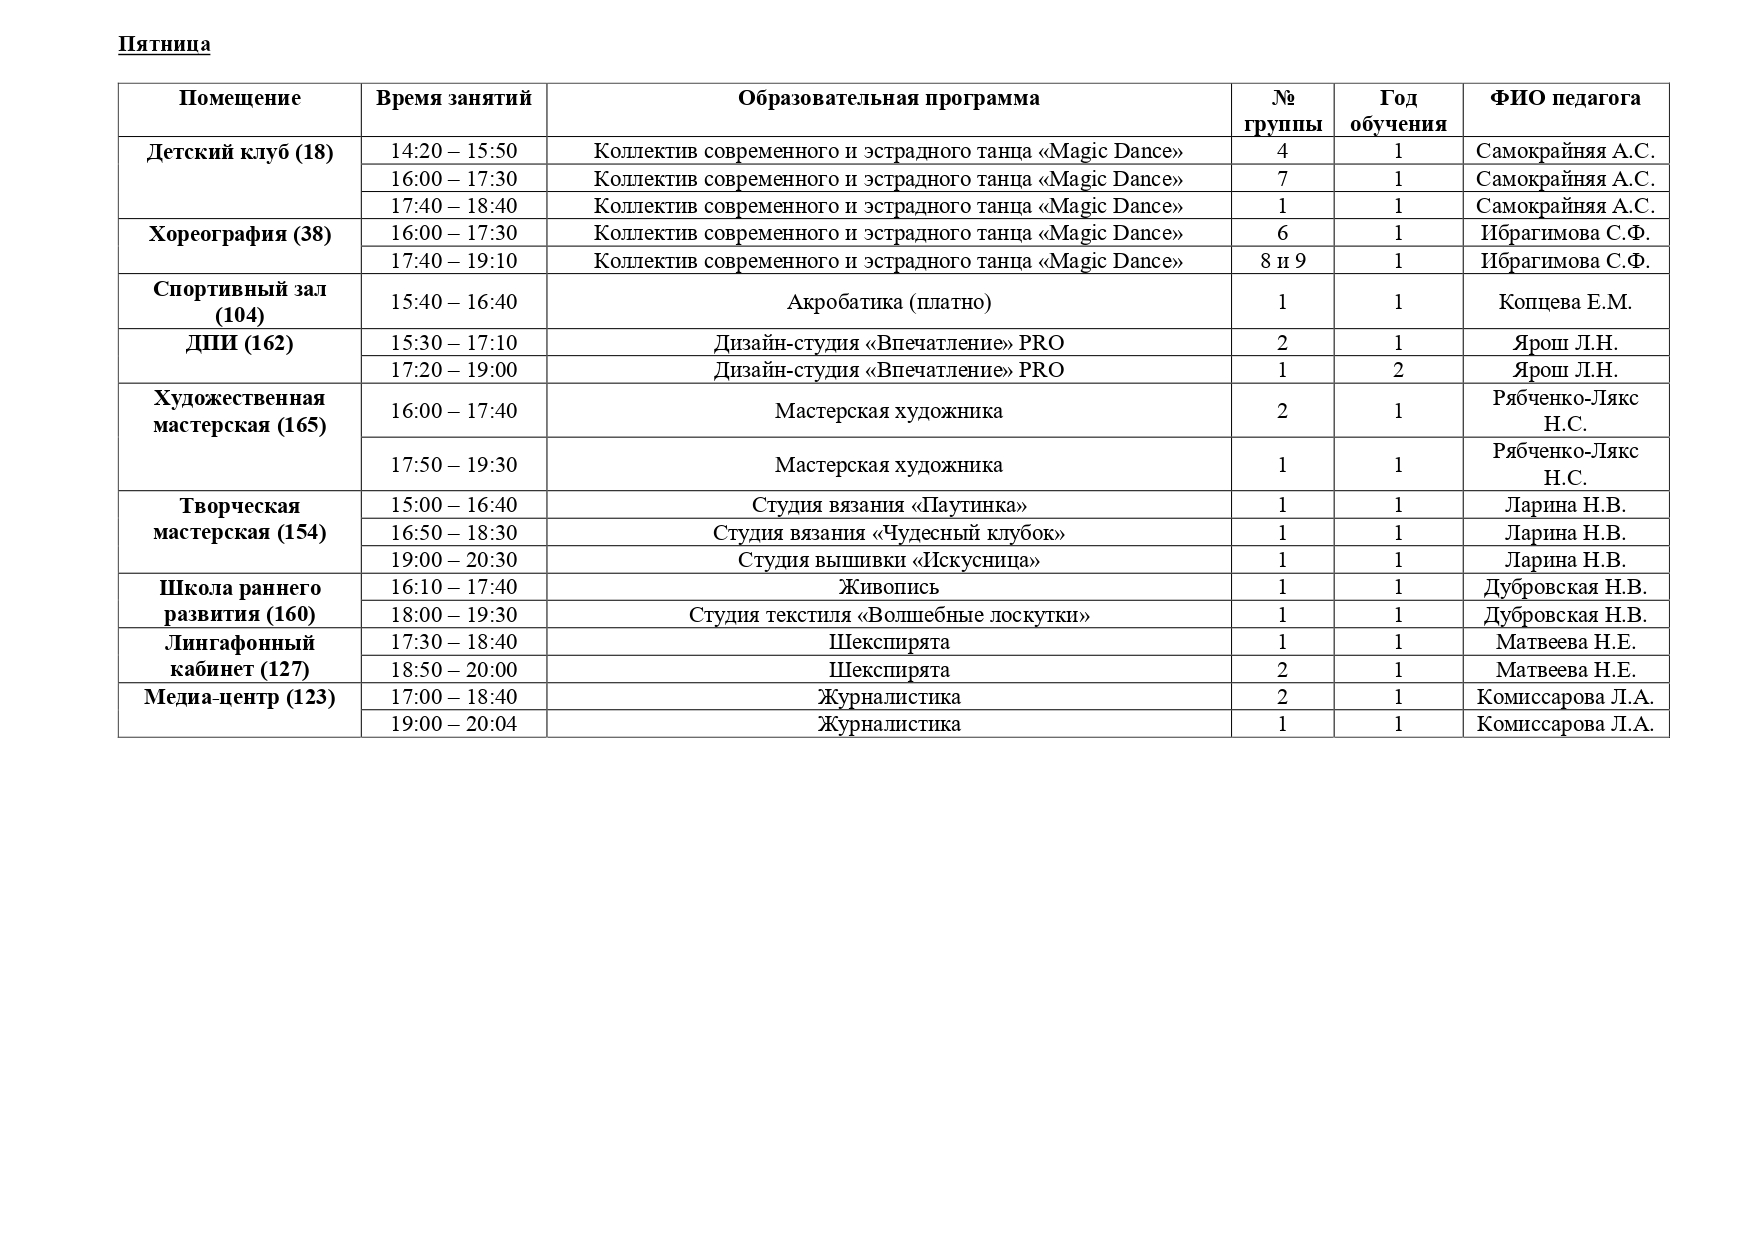 Пятница
Помещение Время занятий Образовательная программа № группы Год обучения ФИО педагога
Детский клуб (18) 14:20 – 15:50 Коллектив современного и эстрадного танца «Magic Dance» 4 1 Самокрайняя А.С.
16:00 – 17:30 Коллектив современного и эстрадного танца «Magic Dance» 7 1 Самокрайняя А.С.
17:40 – 18:40 Коллектив современного и эстрадного танца «Magic Dance» 1 1 Самокрайняя А.С.
Хореография (38) 16:00 – 17:30 Коллектив современного и эстрадного танца «Magic Dance» 6 1 Ибрагимова С.Ф.
17:40 – 19:10 Коллектив современного и эстрадного танца «Magic Dance» 8 и 9 1 Ибрагимова С.Ф.
Спортивный зал (104) 15:40 – 16:40 Акробатика (платно) 1 1 Копцева Е.М.
ДПИ (162) 15:30 – 17:10 Дизайн-студия «Впечатление» PRO 2 1 Ярош Л.Н.
17:20 – 19:00 Дизайн-студия «Впечатление» PRO 1 2 Ярош Л.Н.
Художественная мастерская (165) 16:00 – 17:40 Мастерская художника 2 1 Рябченко-Лякс Н.С.
17:50 – 19:30 Мастерская художника 1 1 Рябченко-Лякс Н.С.
Творческая мастерская (154) 15:00 – 16:40 Студия вязания «Паутинка» 1 1 Ларина Н.В.
16:50 – 18:30 Студия вязания «Чудесный клубок» 1 1 Ларина Н.В.
19:00 – 20:30 Студия вышивки «Искусница» 1 1 Ларина Н.В.
Школа раннего развития (160) 16:10 – 17:40 Живопись 1 1 Дубровская Н.В.
18:00 – 19:30 Студия текстиля «Волшебные лоскутки» 1 1 Дубровская Н.В.
Лингафонный кабинет (127) 17:30 – 18:40 Шекспирята 1 1 Матвеева Н.Е.
18:50 – 20:00 Шекспирята 2 1 Матвеева Н.Е.
Медиа-центр (123) 17:00 – 18:40 Журналистика 2 1 Комиссарова Л.А.
19:00 – 20:04 Журналистика 1 1 Комиссарова Л.А.